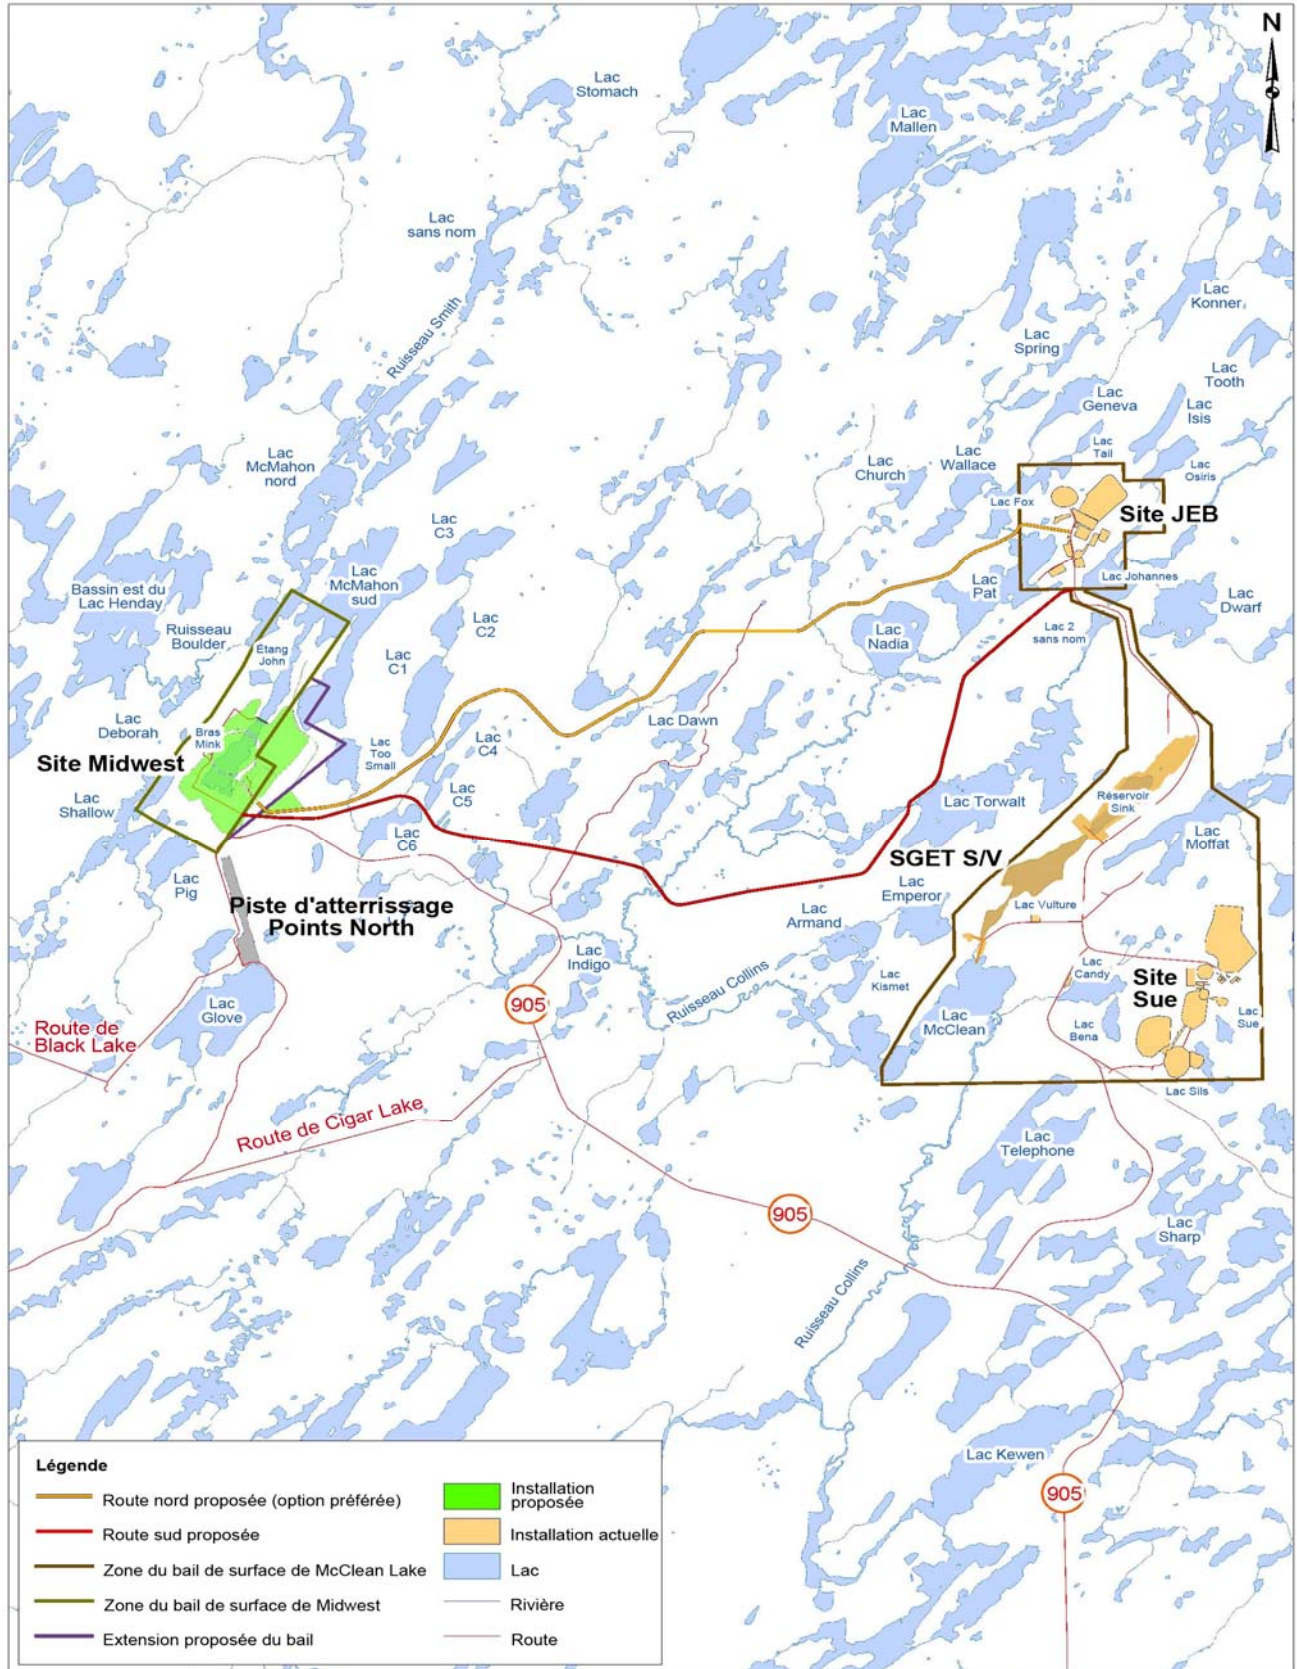 N
Lac
Stomach
Lac
Mallen
Lac
sans nom
Lac
Konner
Ruisseau Smith
Lac
Spring
Lac
Tooth
Lac
Geneva
Lac
Isis
Lac
McMahon
nord
Lac
Church
Lac
Wallace
Lac
Tail
Lac
Osiris
Lac Fox
Site JEB
Lac
C3
Lac
McMahon
sud
Bassin est du
Lac Henday
Lac
Pat
Lac Johannes
Lac
Dwarf
Ruisseau
Boulder
Lac
C2
Lac
Nadia
Lac 2
sans nom
Étang
John
Lac
C1
Lac
Deborah
Bras
Mink
Lac Dawn
Lac
Too
Small
Lac
C4
Site Midwest
Lac
Shallow
Lac
C5
Lac Torwalt
Réservoir
Sink
Lac
C6
Lac
Moffat
SGET S/V
Lac
Pig
Lac
Emperor
Piste d'atterrissage
Points North
Lac
Armand
Lac Vulture
Lac
Indigo
Lac
Kismet
Lac
Candy
Site
Sue
Ruisseau Collins
905
Lac
Glove
Lac
McClean
Lac
Bena
Lac
Sue
Route de
Black Lake
Lac Sils
Route de Cigar Lake
Lac
Telephone
905
Lac
Sharp
Ruisseau Collins
Lac Kewen
905
Légende
Route nord proposée (option préférée)
Route sud proposée
Zone du bail de surface de McClean Lake
Zone du bail de surface de Midwest
Extension proposée du bail
Installation
proposée
Installation actuelle
Lac
Rivière
Route